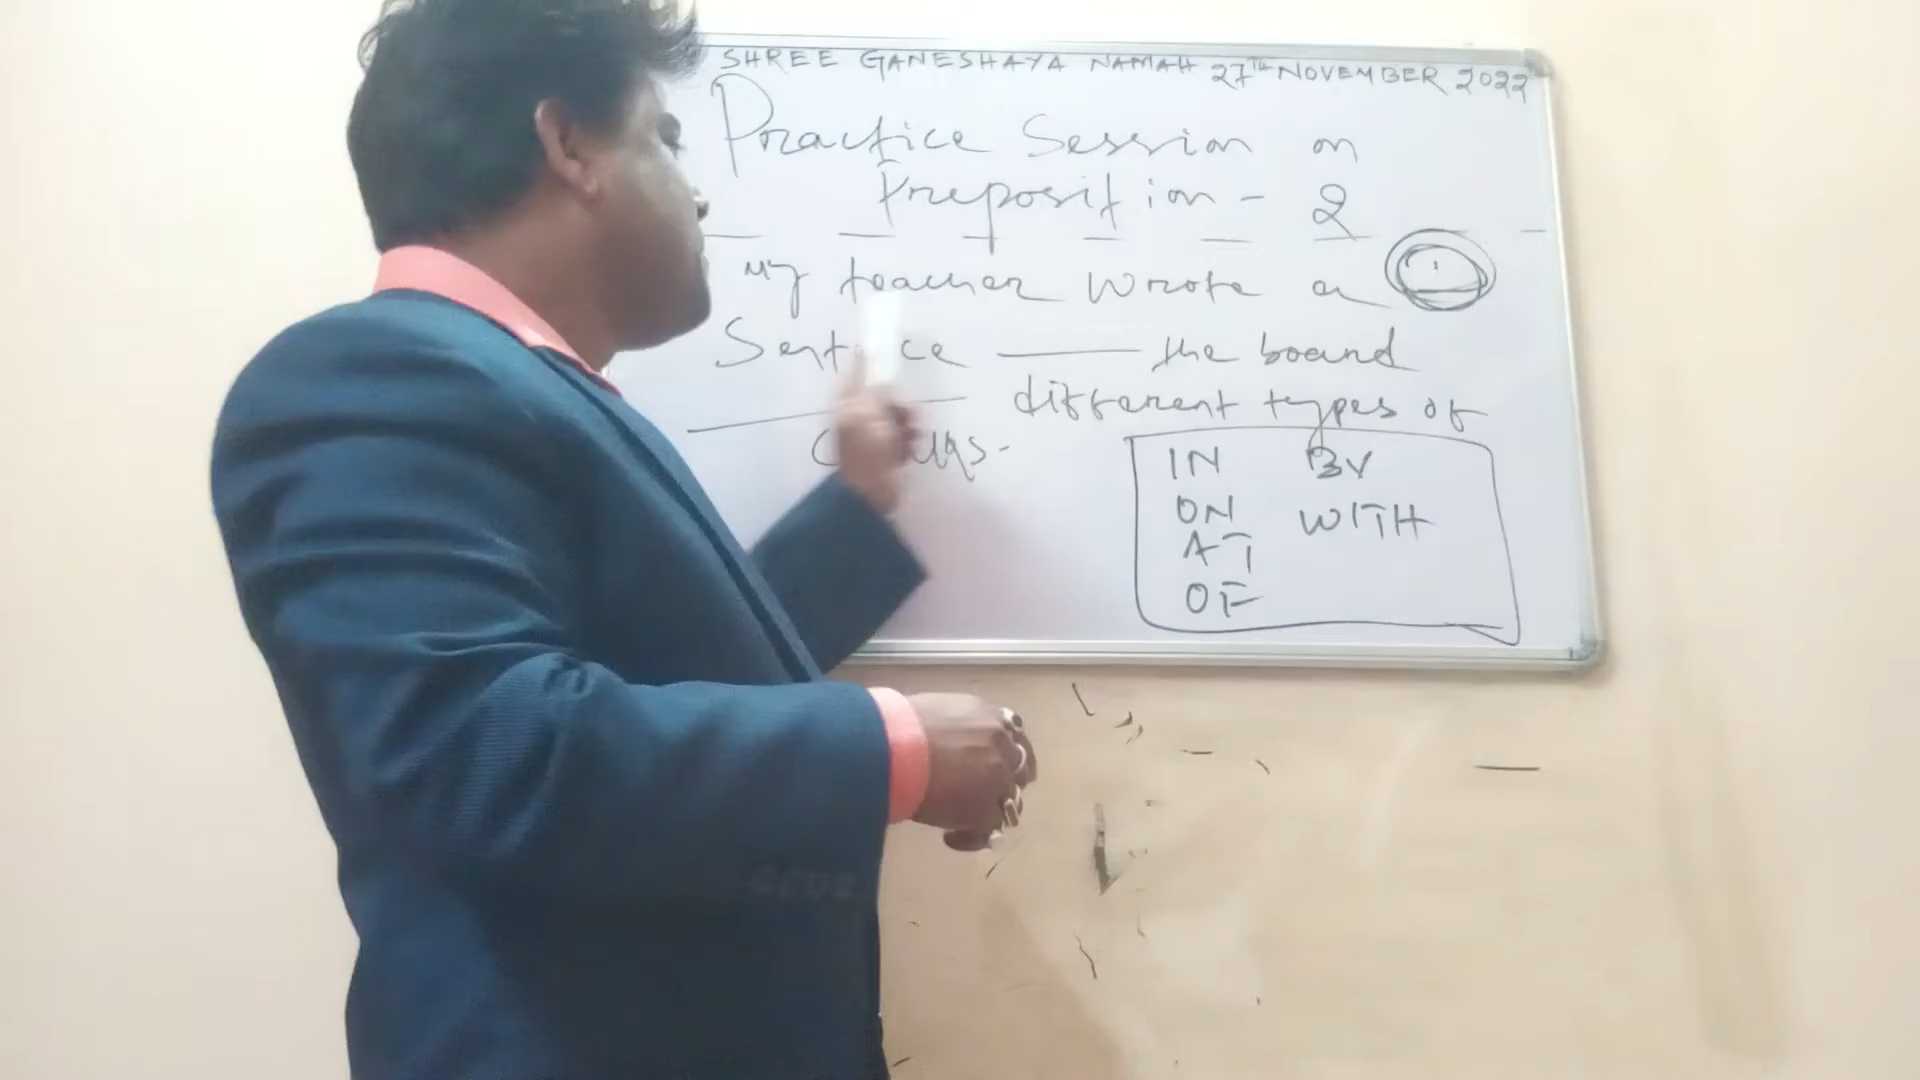 SHREE GANESHAYA NAMAH 27TH NOVEMBER 2022
Practice Session on
Preposition - 2
My teacher wrote a
the board
different types of
IN BY
ON WITH
AT
OF